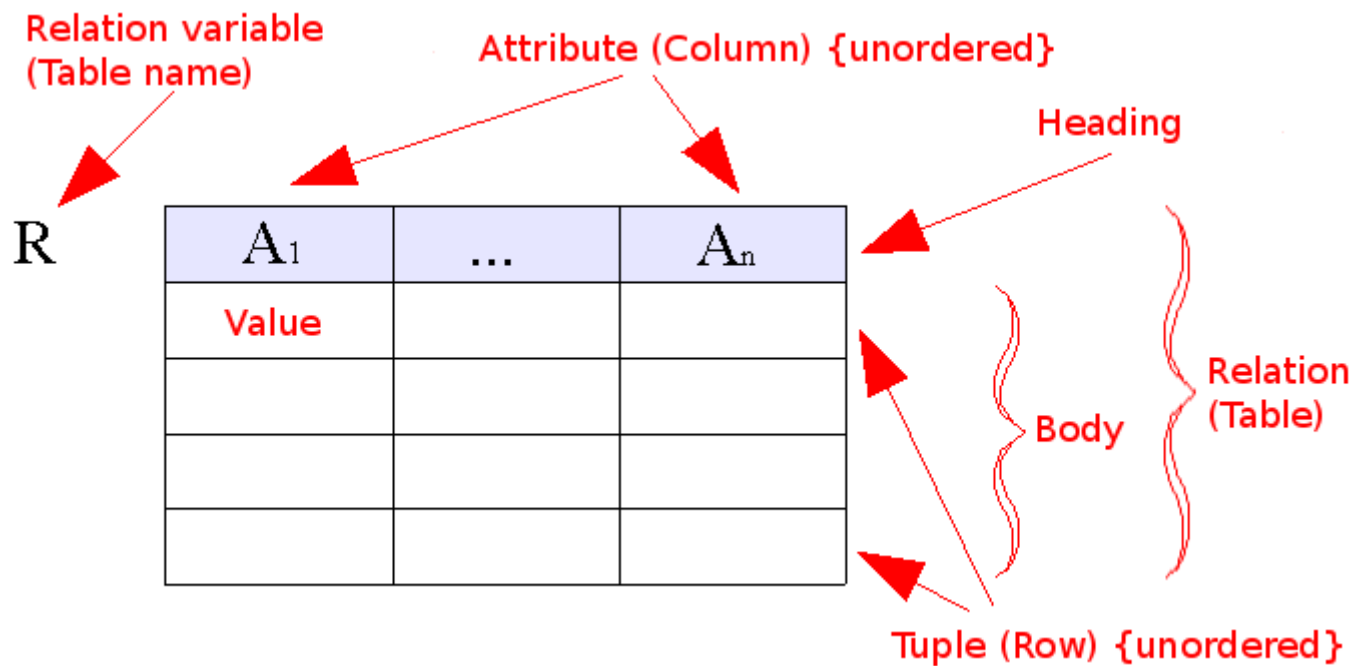 Relation variable
(Table name)
Attribute (Column) {unordered}
Heading
R
A1
...
An
Value
Relation
(Table)
Body
Tuple (Row) {unordered}